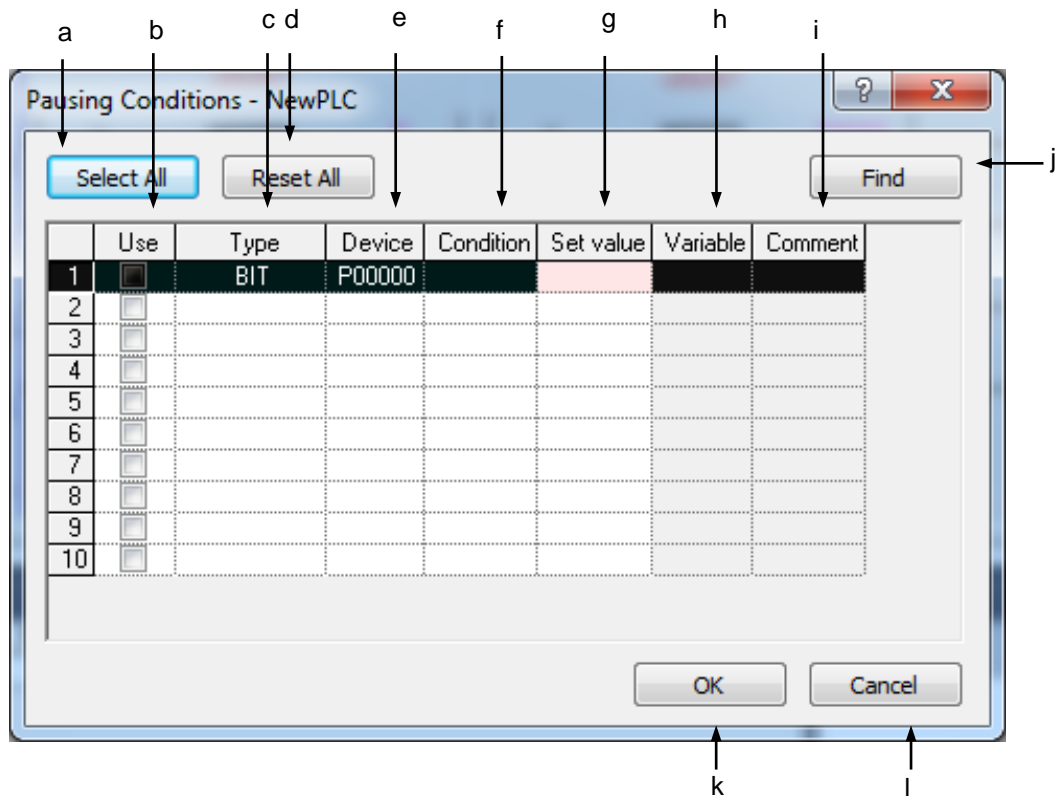 a b c d e f g h i
Pausing Conditions - NewPLC
Select All Reset All Find j
Use Type Device Condition Set value Variable Comment
1 BIT P00000
2
3
4
5
6
7
8
9
10
OK Cancel
k l